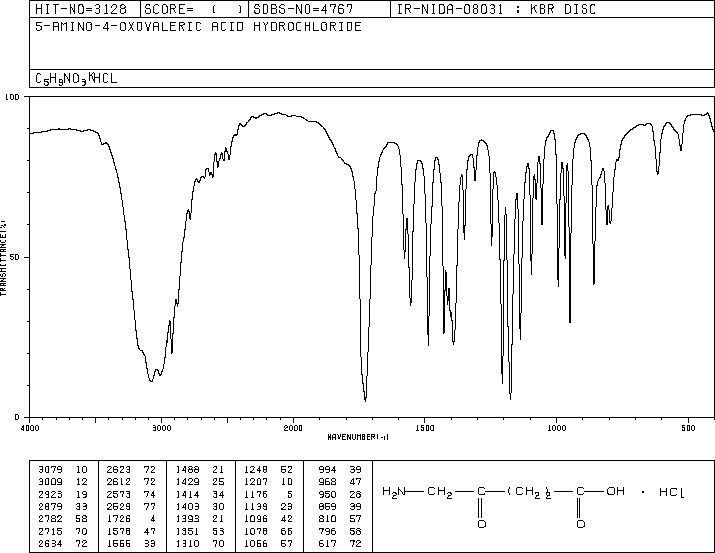 HIT-NO=3128 SCORE= ( ) SDBS-NO=4767 IR-NIDA-08031 : KBR DISC
5-AMINO-4-OXOVALERIC ACID HYDROCHLORIDE
C5H9NO3·HCL
100
50
0
TRANSMITTANCE(%)
4000 3000 2000 1500 1000 500
WAVENUMBER(-1)
3079 10 2623 72 1488 21 1248 52 994 39
3009 12 2612 72 1429 25 1207 10 968 47
2923 19 2573 74 1414 34 1176 5 950 28
2879 33 2529 77 1403 30 1139 23 859 39
2782 58 1726 4 1393 21 1096 42 810 57
2715 70 1578 47 1351 53 1078 66 796 58
2634 72 1556 33 1310 70 1056 57 617 72
H2N—CH2—C—(CH2)2—C—OH · HCl
O O